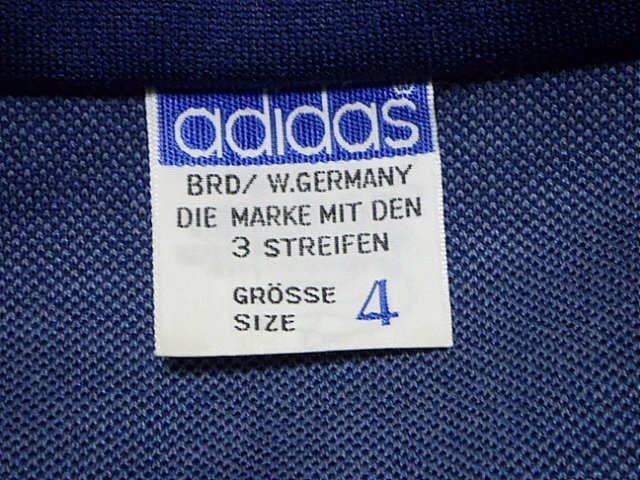 adidas
BRD/ W.GERMANY
DIE MARKE MIT DEN
3 STREIFEN
GRÖSSE
SIZE 4